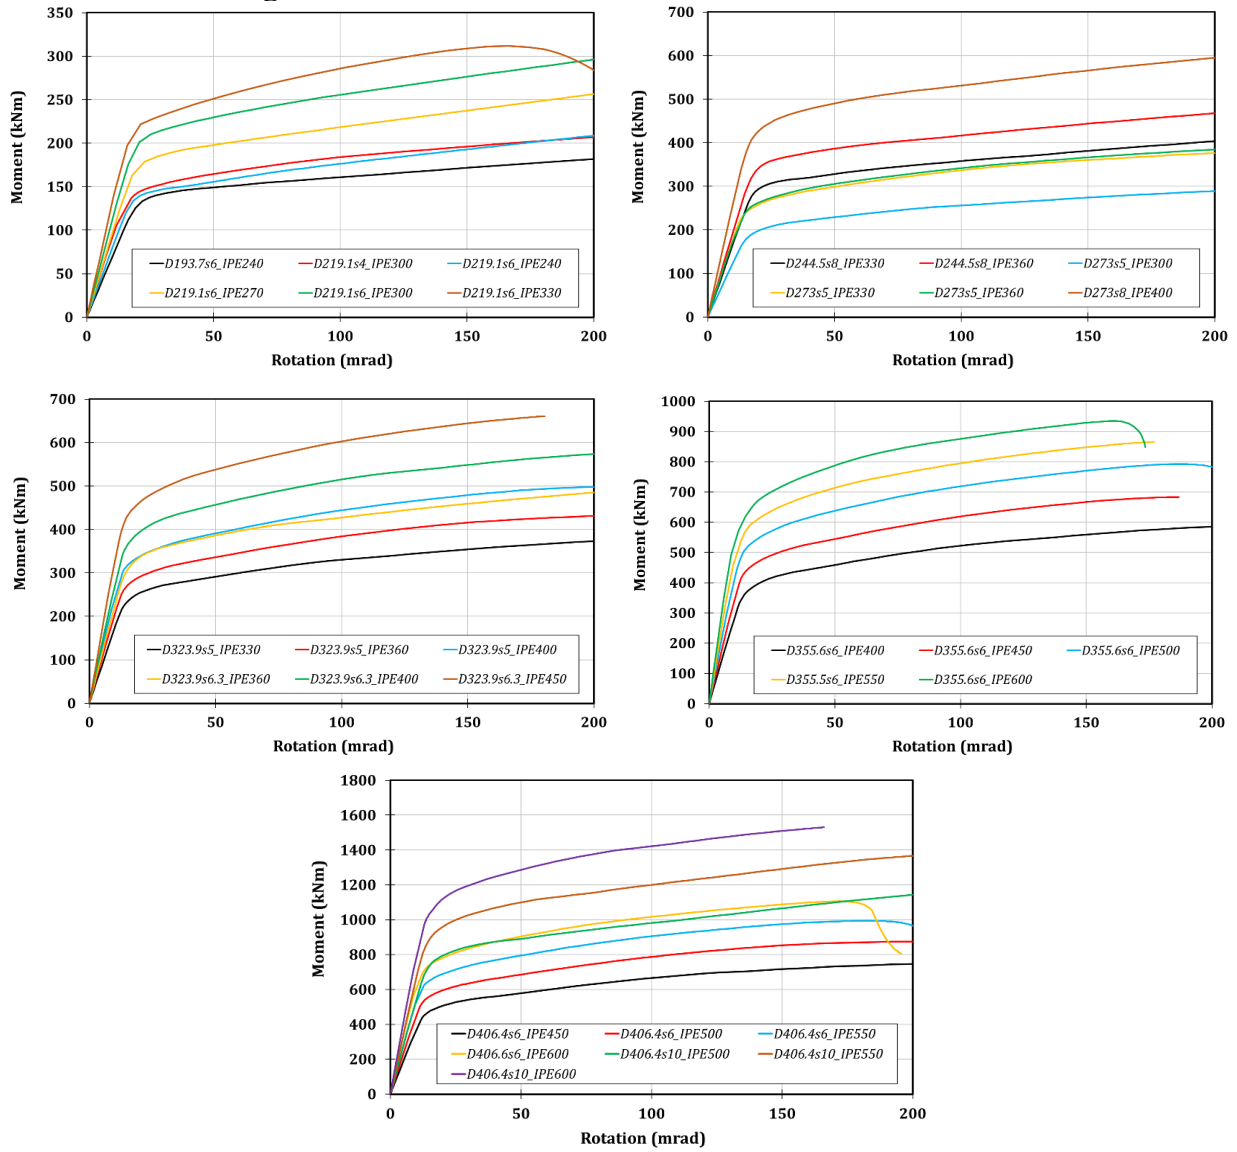 350
300
250
200
150
100
50
0
Moment (kNm)
D193.7s6_IPE240 D219.1s4_IPE300 D219.1s6_IPE240
D219.1s6_IPE270 D219.1s6_IPE300 D219.1s6_IPE330
0 50 100 150 200
Rotation (mrad)
700
600
500
400
300
200
100
0
Moment (kNm)
D244.5s8_IPE330 D244.5s8_IPE360 D273s5_IPE300
D273s5_IPE330 D273s5_IPE360 D273s8_IPE400
0 50 100 150 200
Rotation (mrad)
700
600
500
400
300
200
100
0
Moment (kNm)
D323.9s5_IPE330 D323.9s5_IPE360 D323.9s5_IPE400
D323.9s6.3_IPE360 D323.9s6.3_IPE400 D323.9s6.3_IPE450
0 50 100 150 200
Rotation (mrad)
1000
900
800
700
600
500
400
300
200
100
0
Moment (kNm)
D355.6s6_IPE400 D355.6s6_IPE450 D355.6s6_IPE500
D355.5s6_IPE550 D355.6s6_IPE600
0 50 100 150 200
Rotation (mrad)
1800
1600
1400
1200
1000
800
600
400
200
0
Moment (kNm)
D406.4s6_IPE450 D406.4s6_IPE500 D406.4s6_IPE550
D406.6s6_IPE600 D406.4s10_IPE500 D406.4s10_IPE550
D406.4s10_IPE600
0 50 100 150 200
Rotation (mrad)